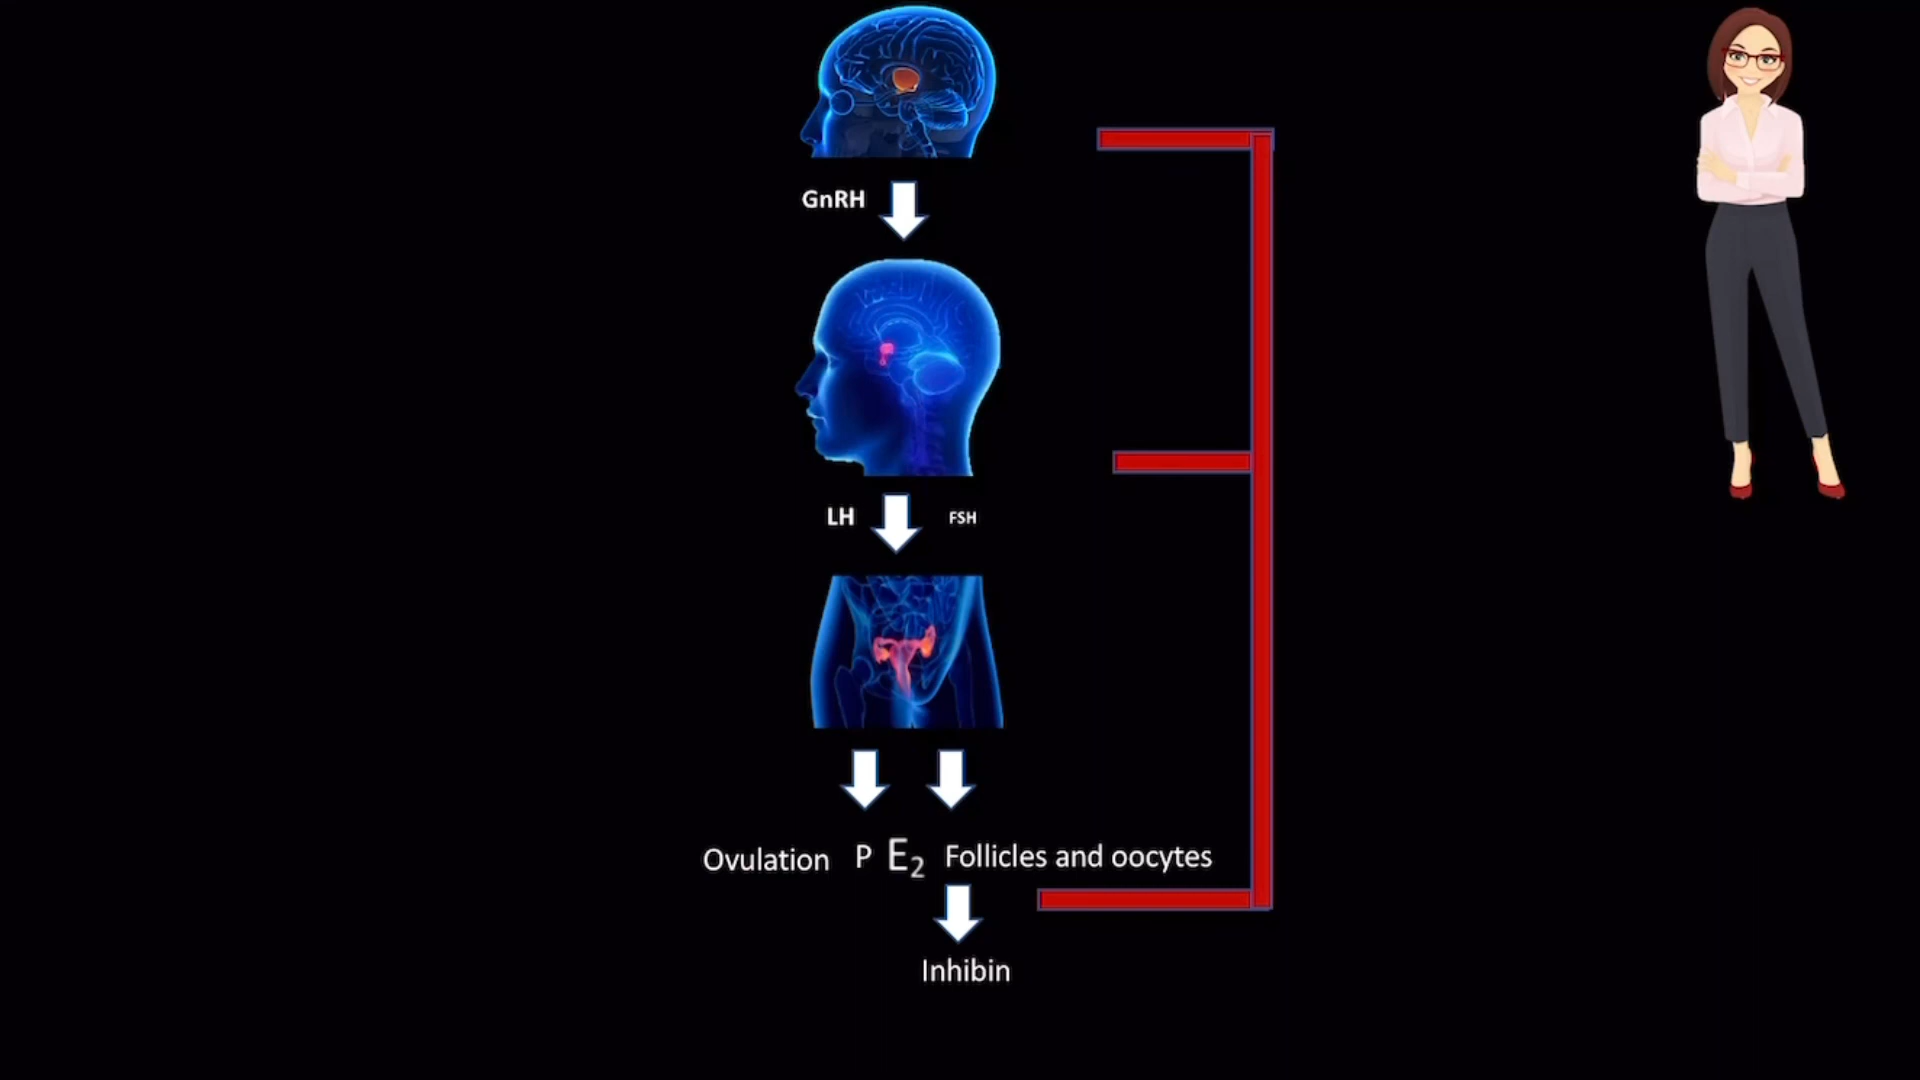 GnRH
LH FSH
Ovulation P E₂ Follicles and oocytes
Inhibin